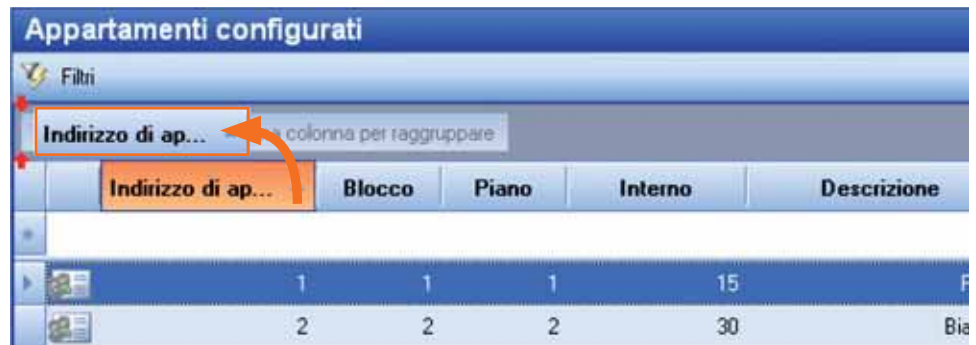 Appartamenti configurati
Filtri
Indirizzo di ap... colonna per raggruppare
Indirizzo di ap... Blocco Piano Interno Descrizione
1 1 1 15
2 2 2 30 Bia